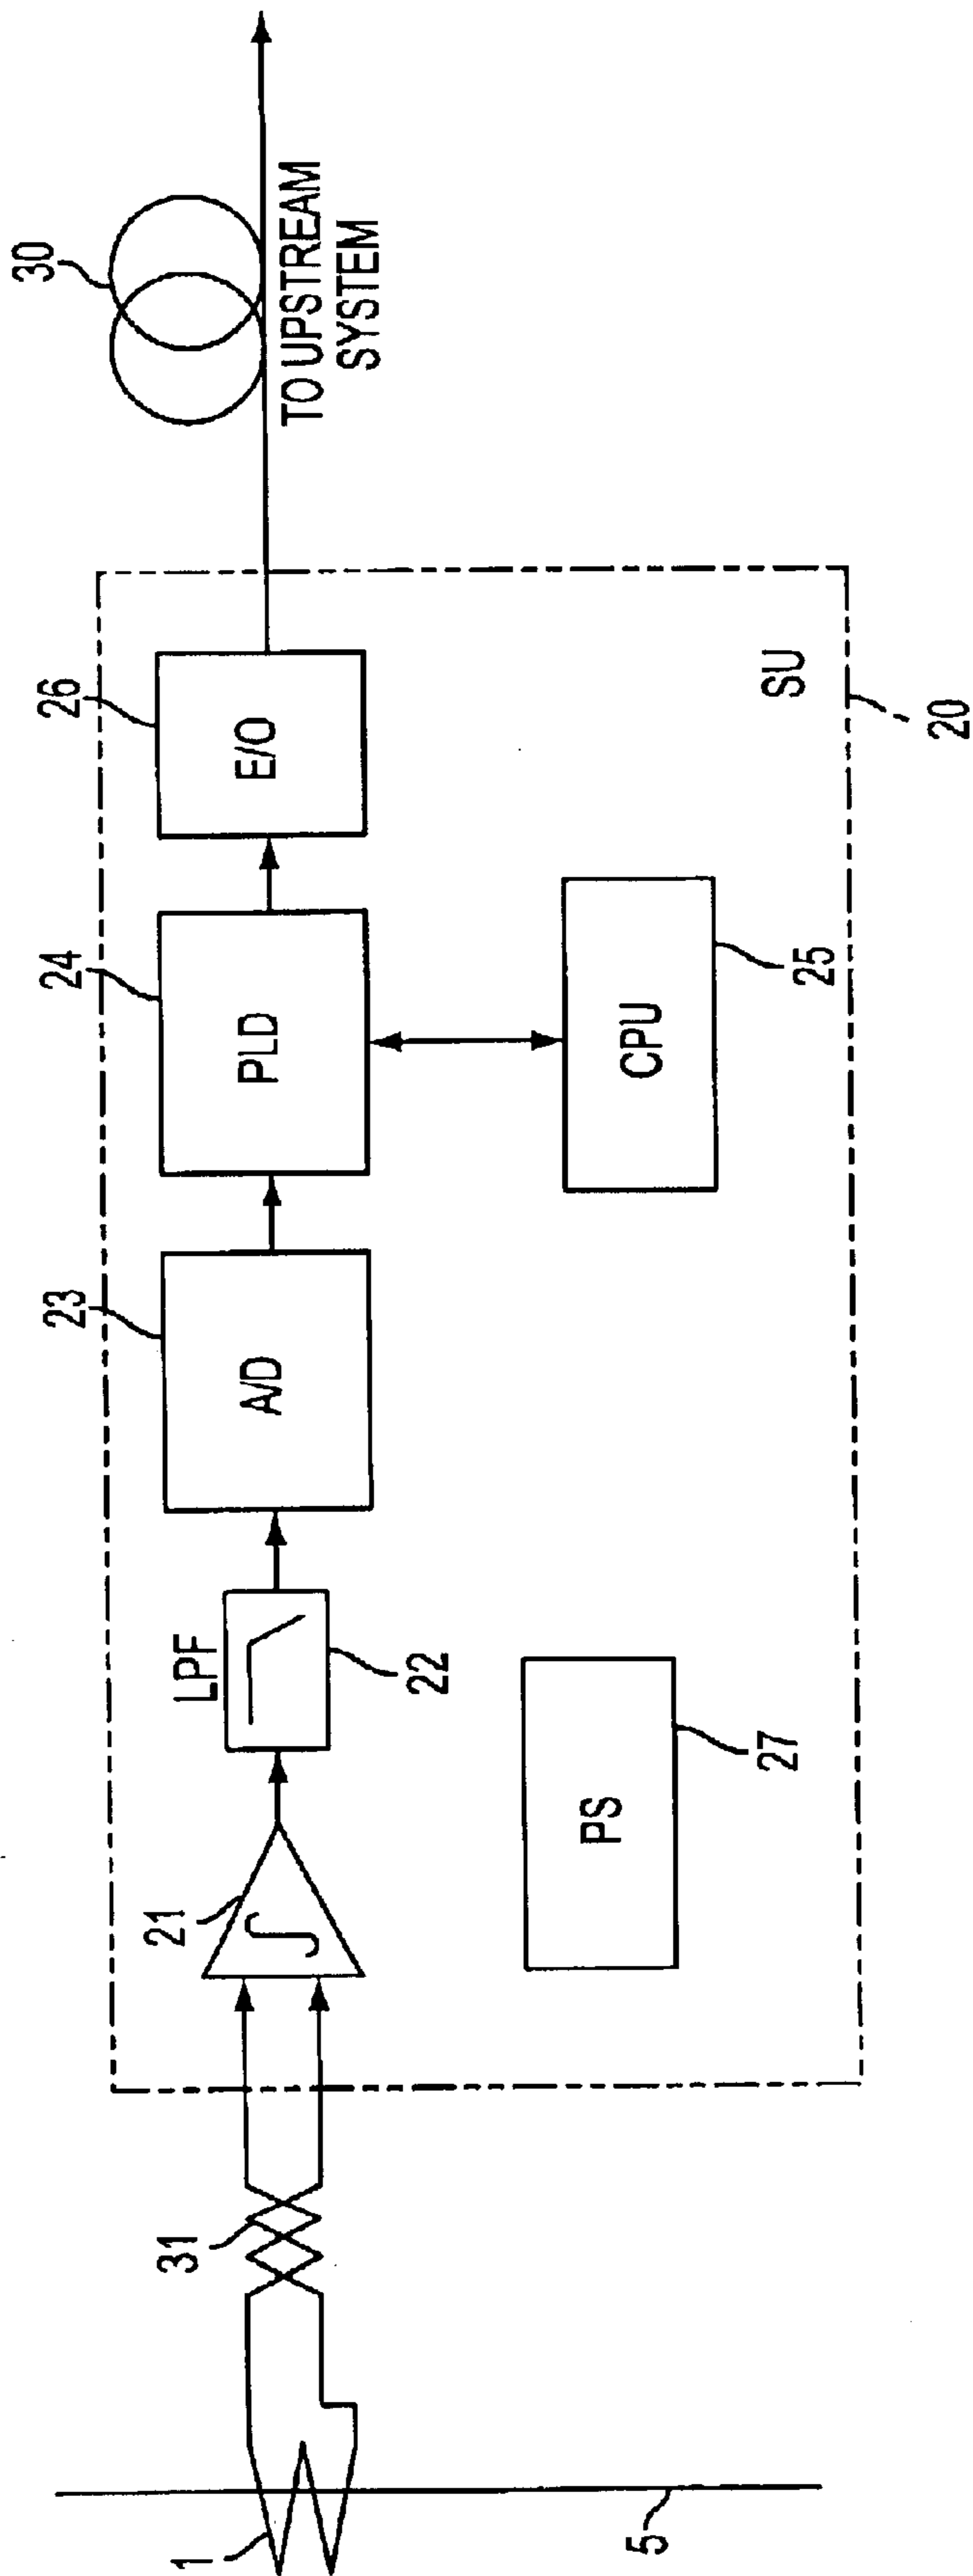 1
5
31
21
LPF
22
23
A/D
24
PLD
25
CPU
26
E/O
27
PS
SU
20
30
TO UPSTREAM
SYSTEM